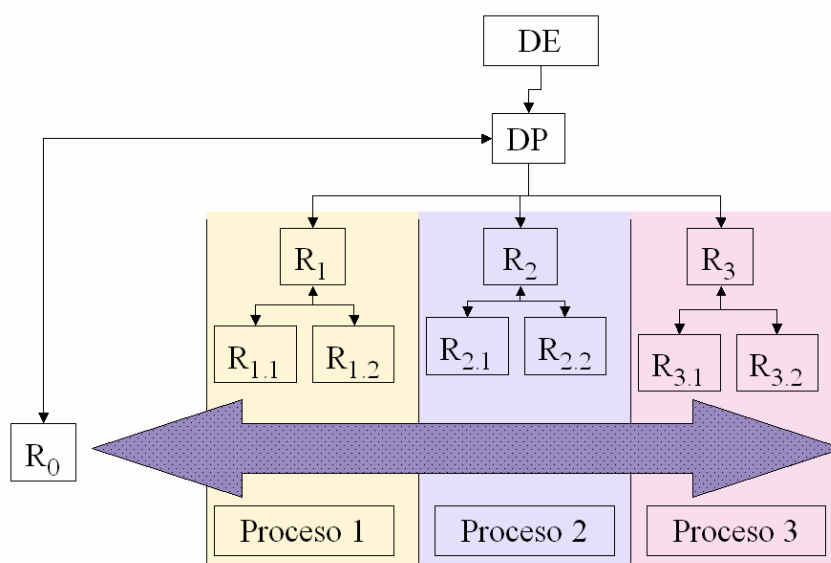 DE
DP
R1
R2
R3
R1.1
R1.2
R2.1
R2.2
R3.1
R3.2
R0
Proceso 1
Proceso 2
Proceso 3